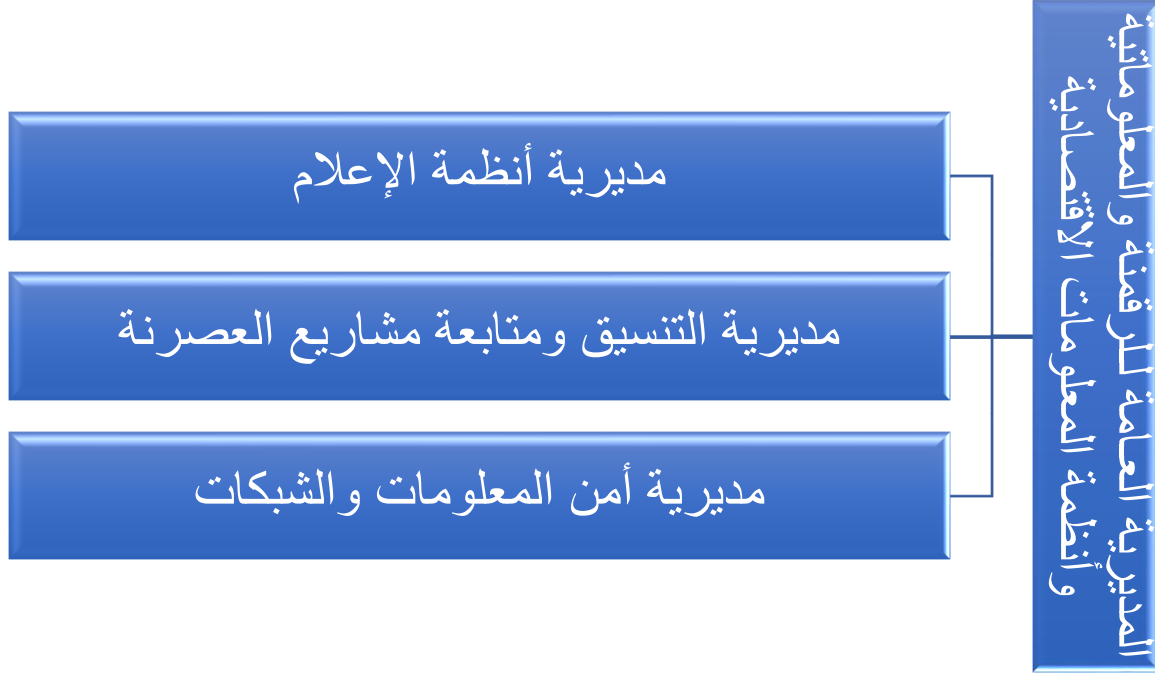 المديرية العامة للرقمنة والمعلوماتية
وأنظمة المعلومات الاقتصادية
مديرية أنظمة الإعلام
مديرية التنسيق ومتابعة مشاريع العصرنة
مديرية أمن المعلومات والشبكات